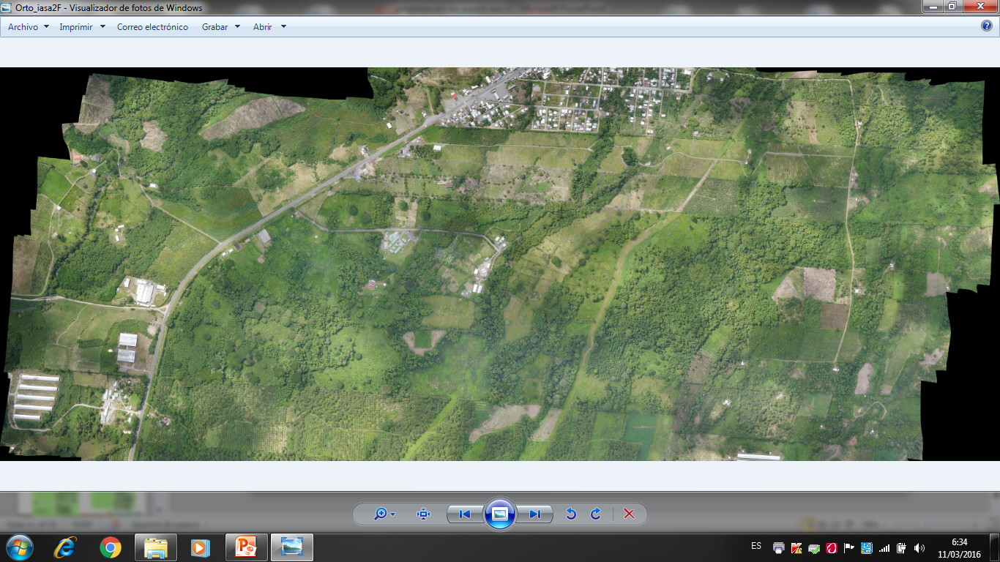 Orto_iasa2F - Visualizador de fotos de Windows
Archivo Imprimir Correo electrónico Grabar Abrir
ES
6:34
11/03/2016